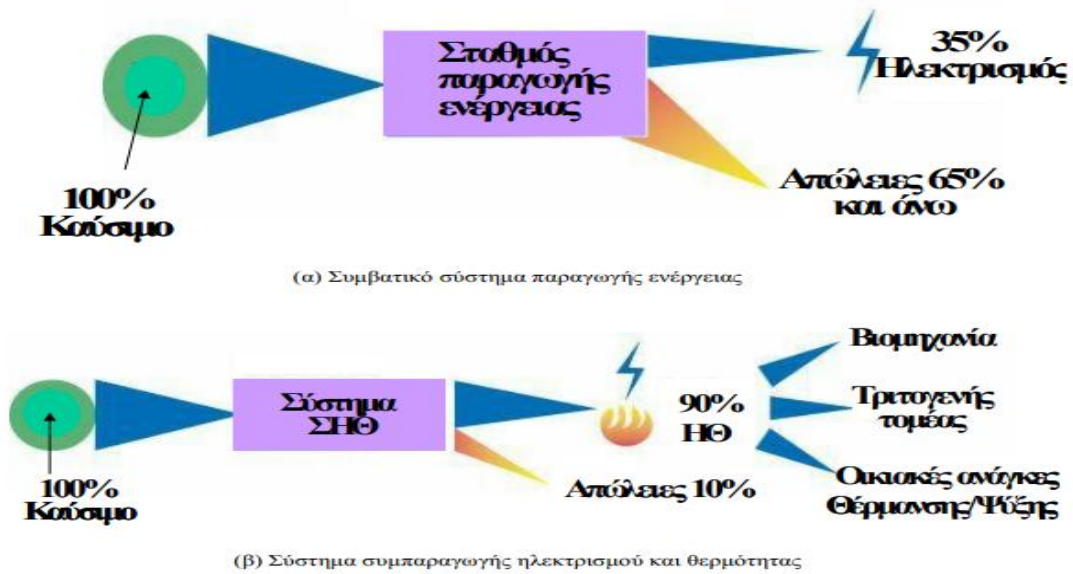 100%
Καύσιμο
Σταθμός
παραγωγής
ενέργειας
35%
Ηλεκτρισμός
Απώλειες 65%
και άνω
(α) Συμβατικό σύστημα παραγωγής ενέργειας
100%
Καύσιμο
Σύστημα
ΣΗΘ
90%
ΗΘ
Απώλειες 10%
Βιομηχανία
Τριτογενής
τομέας
Οικιακές ανάγκες
Θέρμανσης/Ψύξης
(β) Σύστημα συμπαραγωγής ηλεκτρισμού και θερμότητας